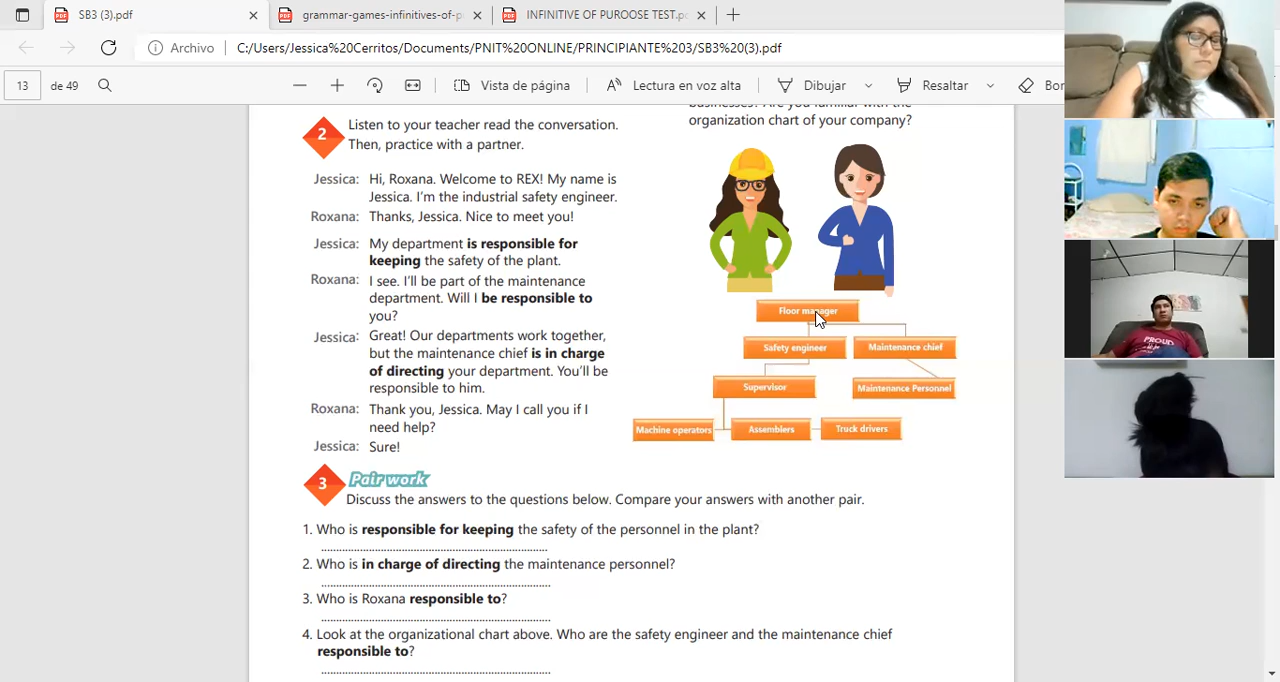 SB3 (3).pdf
grammar-games-infinitives-of-p
INFINITIVE OF PUROOSE TEST.p
Archivo
C:/Users/Jessica%20Cerritos/Documents/PNIT%20ONLINE/PRINCIPIANTE%203/SB3%20(3).pdf
13 de 49
Vista de página
Lectura en voz alta
Dibujar
Resaltar
Bor
businesses? Are you familiar with the
organization chart of your company?
2
Listen to your teacher read the conversation.
Then, practice with a partner.
Jessica: Hi, Roxana. Welcome to REX! My name is
Jessica. I'm the industrial safety engineer.
Roxana: Thanks, Jessica. Nice to meet you!
Jessica: My department is responsible for
keeping the safety of the plant.
Roxana: I see. I'll be part of the maintenance
department. Will I be responsible to
you?
Jessica: Great! Our departments work together,
but the maintenance chief is in charge
of directing your department. You'll be
responsible to him.
Roxana: Thank you, Jessica. May I call you if I
need help?
Jessica: Sure!
Floor manager
Safety engineer
Maintenance chief
Supervisor
Maintenance Personnel
Machine operators
Assemblers
Truck drivers
3
Pair work
Discuss the answers to the questions below. Compare your answers with another pair.
1. Who is responsible for keeping the safety of the personnel in the plant?
2. Who is in charge of directing the maintenance personnel?
3. Who is Roxana responsible to?
4. Look at the organizational chart above. Who are the safety engineer and the maintenance chief
responsible to?
PROUD